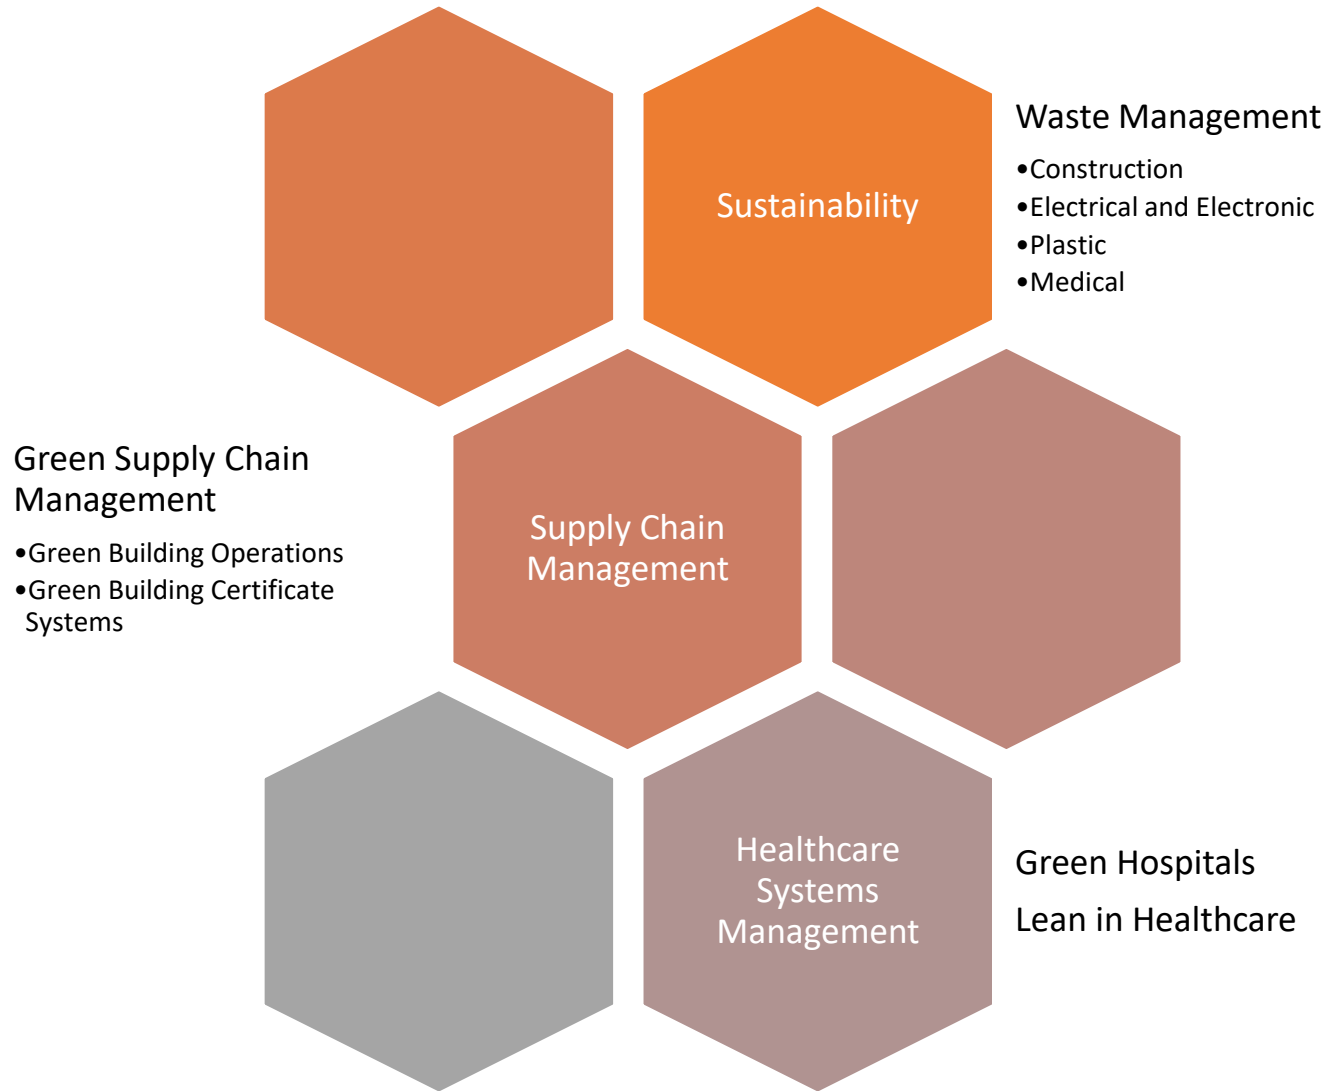 Sustainability
Waste Management
•Construction
•Electrical and Electronic
•Plastic
•Medical
Green Supply Chain
Management
•Green Building Operations
•Green Building Certificate
Systems
Supply Chain
Management
Healthcare
Systems
Management
Green Hospitals
Lean in Healthcare